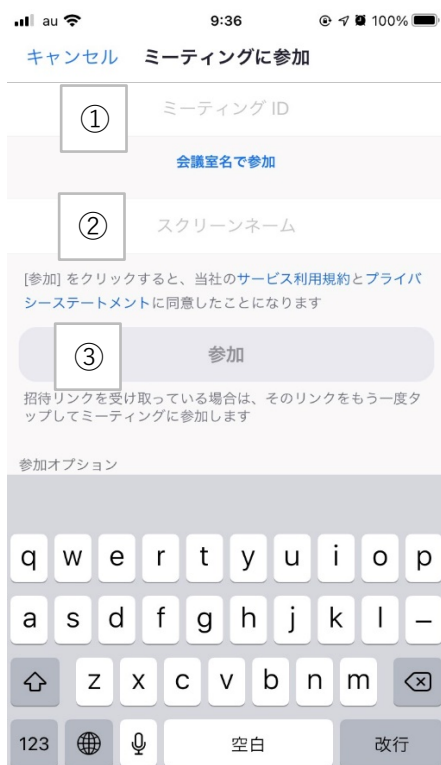 au 9:36 100%
キャンセル ミーティングに参加
① ミーティング ID
会議室名で参加
② スクリーンネーム
[参加] をクリックすると、当社のサービス利用規約とプライバ
シーステートメントに同意したことになります
③ 参加
招待リンクを受け取っている場合は、そのリンクをもう一度タ
ップしてミーティングに参加します
参加オプション
q w e r t y u i o p
a s d f g h j k l –
z x c v b n m
123 空白 改行